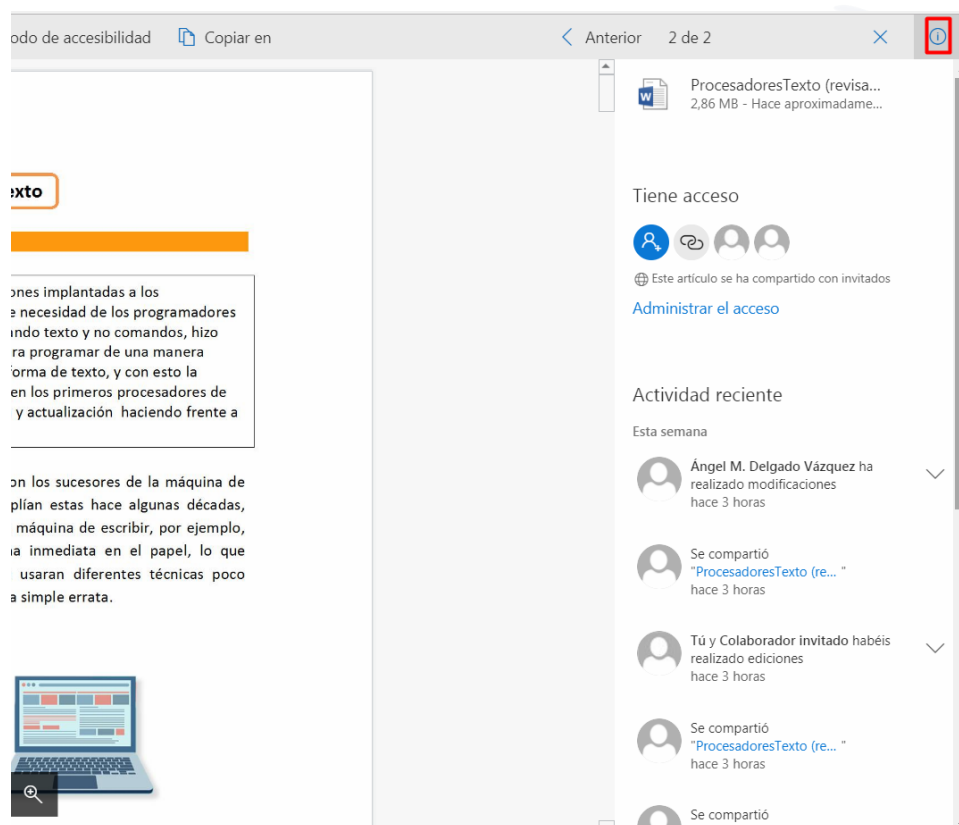 odo de accesibilidad
Copiar en
Anterior
2 de 2
exto
ones implantadas a los
e necesidad de los programadores
ando texto y no comandos, hizo
ra programar de una manera
forma de texto, y con esto la
en los primeros procesadores de
y actualización haciendo frente a
on los sucesores de la máquina de
plían estas hace algunas décadas,
máquina de escribir, por ejemplo,
na inmediata en el papel, lo que
usaran diferentes técnicas poco
a simple errata.
W
ProcesadoresTexto (revisa...
2,86 MB - Hace aproximadame...
Tiene acceso
Este artículo se ha compartido con invitados
Administrar el acceso
Actividad reciente
Esta semana
Ángel M. Delgado Vázquez ha
realizado modificaciones
hace 3 horas
Se compartió
"ProcesadoresTexto (re... "
hace 3 horas
Tú y Colaborador invitado habéis
realizado ediciones
hace 3 horas
Se compartió
"ProcesadoresTexto (re... "
hace 3 horas
Se compartió